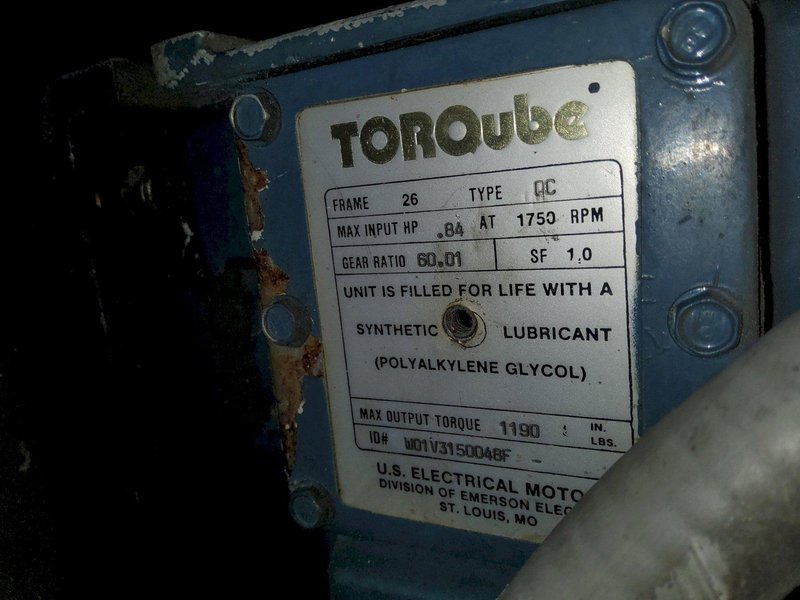 TORQube
FRAME 26 TYPE QC
MAX INPUT HP .84 AT 1750 RPM
GEAR RATIO 60.01 SF 1.0
UNIT IS FILLED FOR LIFE WITH A
SYNTHETIC LUBRICANT
(POLYALKYLENE GLYCOL)
MAX OUTPUT TORQUE 1190 IN. LBS.
ID# W01V3150048F
U.S. ELECTRICAL MOTO
DIVISION OF EMERSON ELEC
ST. LOUIS, MO